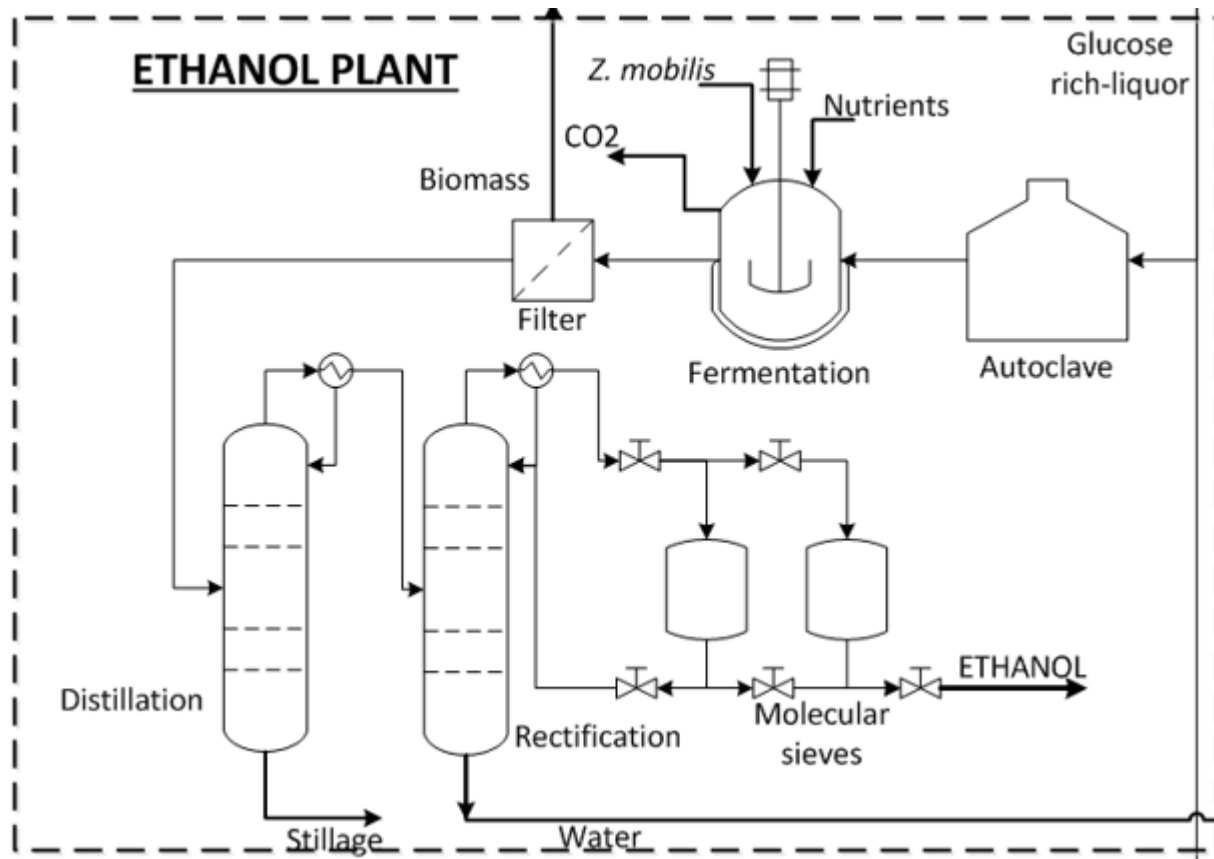 ETHANOL PLANT
Glucose
rich-liquor
Z. mobilis
Nutrients
CO2
Biomass
Filter
Fermentation
Autoclave
ETHANOL
Distillation
Rectification
Molecular
sieves
Stillage
Water